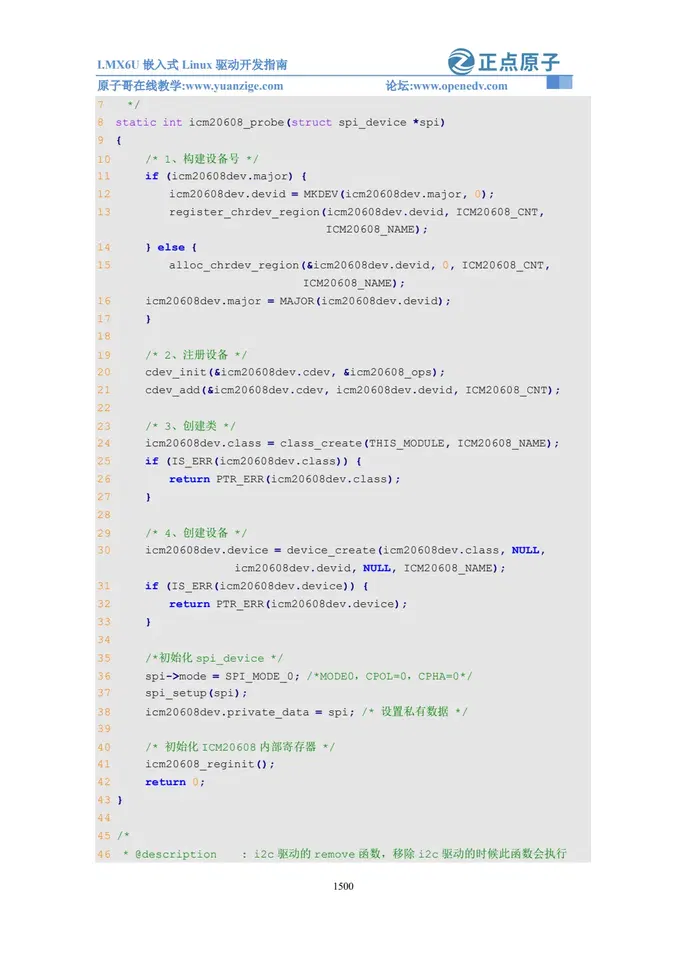 I.MX6U 嵌入式 Linux 驱动开发指南
正点原子
原子哥在线教学:www.yuanzige.com 论坛:www.openedv.com
7 */
8 static int icm20608_probe(struct spi_device *spi)
9 {
10 /* 1、构建设备号 */
11 if (icm20608dev.major) {
12 icm20608dev.devid = MKDEV(icm20608dev.major, 0);
13 register_chrdev_region(icm20608dev.devid, ICM20608_CNT,
ICM20608_NAME);
14 } else {
15 alloc_chrdev_region(&icm20608dev.devid, 0, ICM20608_CNT,
ICM20608_NAME);
16 icm20608dev.major = MAJOR(icm20608dev.devid);
17 }
18
19 /* 2、注册设备 */
20 cdev_init(&icm20608dev.cdev, &icm20608_ops);
21 cdev_add(&icm20608dev.cdev, icm20608dev.devid, ICM20608_CNT);
22
23 /* 3、创建类 */
24 icm20608dev.class = class_create(THIS_MODULE, ICM20608_NAME);
25 if (IS_ERR(icm20608dev.class)) {
26 return PTR_ERR(icm20608dev.class);
27 }
28
29 /* 4、创建设备 */
30 icm20608dev.device = device_create(icm20608dev.class, NULL,
icm20608dev.devid, NULL, ICM20608_NAME);
31 if (IS_ERR(icm20608dev.device)) {
32 return PTR_ERR(icm20608dev.device);
33 }
34
35 /*初始化 spi_device */
36 spi->mode = SPI_MODE_0; /*MODE0，CPOL=0，CPHA=0*/
37 spi_setup(spi);
38 icm20608dev.private_data = spi; /* 设置私有数据 */
39
40 /* 初始化 ICM20608 内部寄存器 */
41 icm20608_reginit();
42 return 0;
43 }
44
45 /*
46 * @description : i2c 驱动的 remove 函数，移除 i2c 驱动的时候此函数会执行
1500